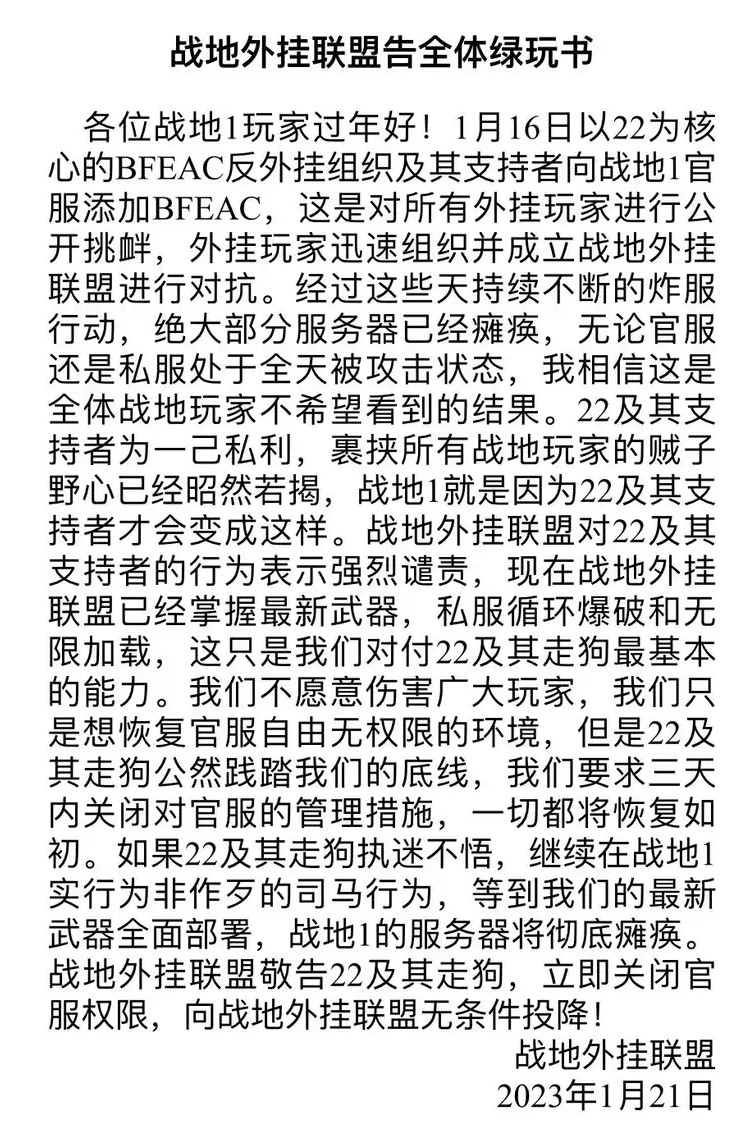 战地外挂联盟告全体绿玩书
各位战地1玩家过年好！1月16日以22为核
心的BFEAC反外挂组织及其支持者向战地1官
服添加BFEAC，这是对所有外挂玩家进行公
开挑衅，外挂玩家迅速组织并成立战地外挂
联盟进行对抗。经过这些天持续不断的炸服
行动，绝大部分服务器已经瘫痪，无论官服
还是私服处于全天被攻击状态，我相信这是
全体战地玩家不希望看到的结果。22及其支
持者为一己私利，裹挟所有战地玩家的贼子
野心已经昭然若揭，战地1就是因为22及其支
持者才会变成这样。战地外挂联盟对22及其
支持者的行为表示强烈谴责，现在战地外挂
联盟已经掌握最新武器，私服循环爆破和无
限加载，这只是我们对付22及其走狗最基本
的能力。我们不愿意伤害广大玩家，我们只
是想恢复官服自由无权限的环境，但是22及
其走狗公然践踏我们的底线，我们要求三天
内关闭对官服的管理措施，一切都将恢复如
初。如果22及其走狗执迷不悟，继续在战地1
实行为非作歹的司马行为，等到我们的最新
武器全面部署，战地1的服务器将彻底瘫痪。
战地外挂联盟敬告22及其走狗，立即关闭官
服权限，向战地外挂联盟无条件投降！
战地外挂联盟
2023年1月21日